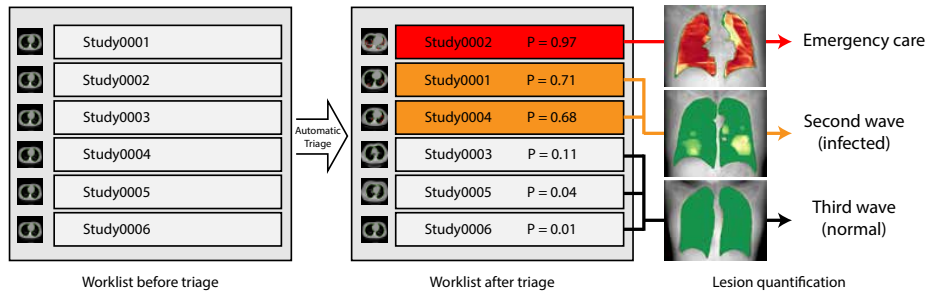 Study0001
Study0002
Study0003
Study0004
Study0005
Study0006
Worklist before triage
Automatic
Triage
Study0002 P = 0.97
Study0001 P = 0.71
Study0004 P = 0.68
Study0003 P = 0.11
Study0005 P = 0.04
Study0006 P = 0.01
Worklist after triage
Emergency care
Second wave
(infected)
Third wave
(normal)
Lesion quantification